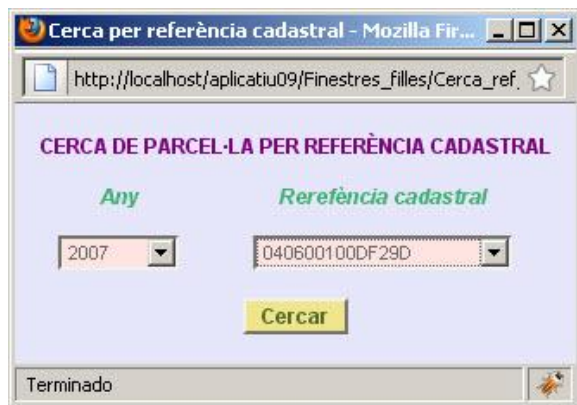 Cerca per referència cadastral - Mozilla Fir...
http://localhost/aplicatiu09/Finestres_filles/Cerca_ref_
CERCA DE PARCEL·LA PER REFERÈNCIA CADASTRAL
Any Rerefència cadastral
2007 040600100DF29D
Cercar
Terminado